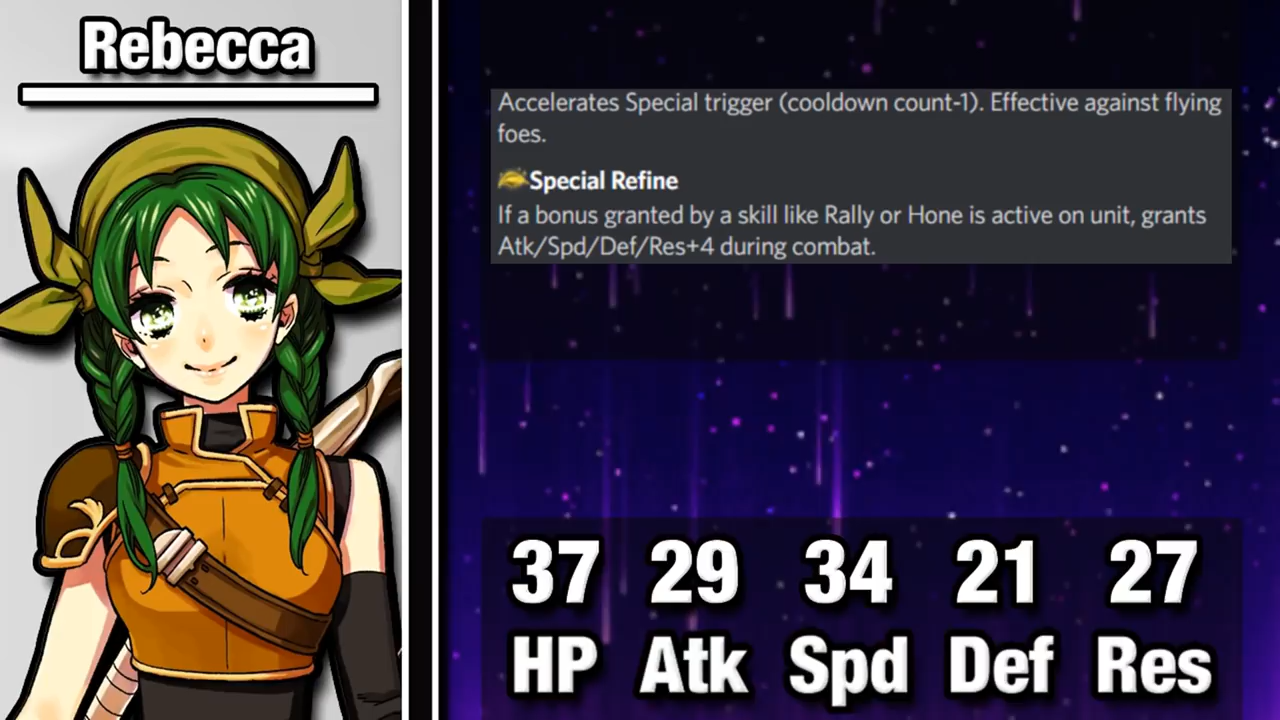 Rebecca
Accelerates Special trigger (cooldown count-1). Effective against flying
foes.
Special Refine
If a bonus granted by a skill like Rally or Hone is active on unit, grants
Atk/Spd/Def/Res+4 during combat.
37 29 34 21 27
HP Atk Spd Def Res